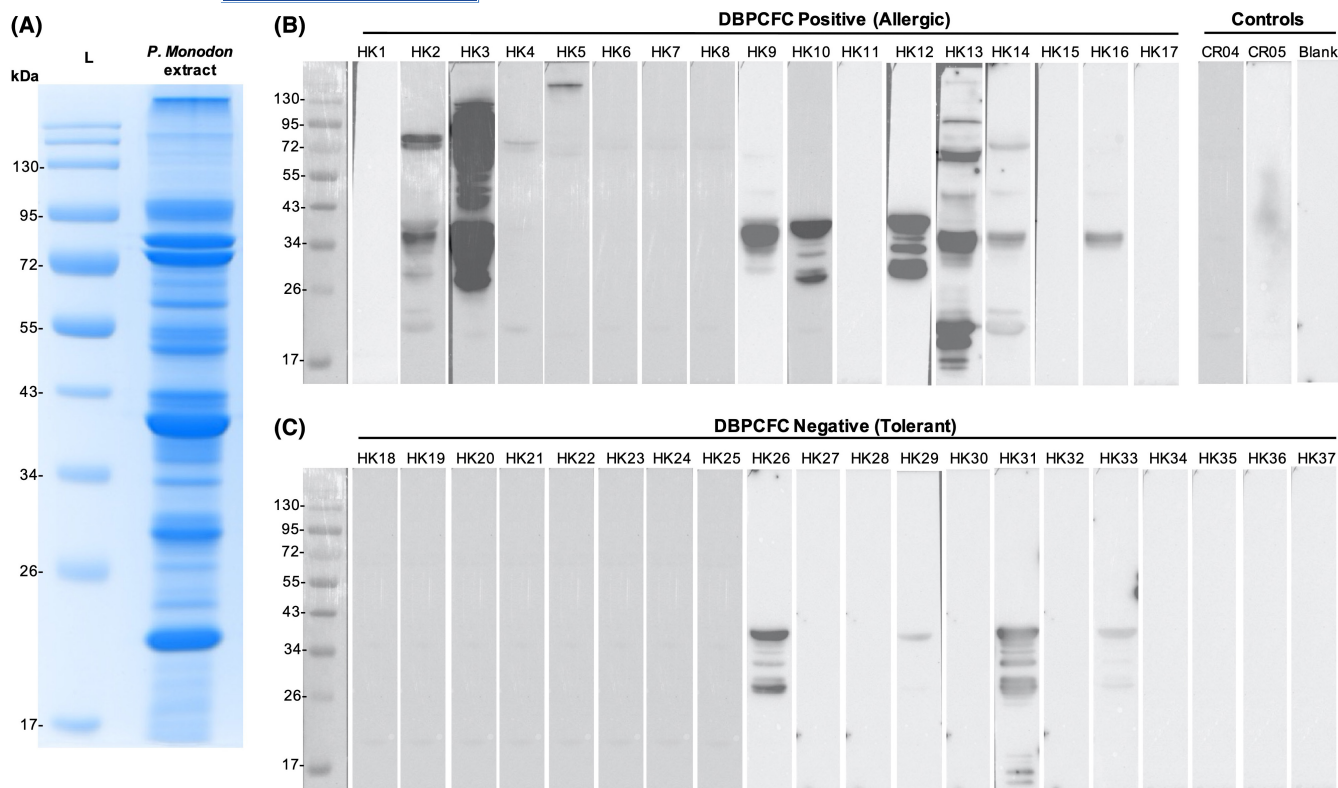 (A)
L
P. Monodon
extract
kDa
130-
95-
72-
55-
43-
34-
26-
17-
(B)
DBPCFC Positive (Allergic)
Controls
HK1 HK2 HK3 HK4 HK5 HK6 HK7 HK8 HK9 HK10 HK11 HK12 HK13 HK14 HK15 HK16 HK17 CR04 CR05 Blank
130-
95-
72-
55-
43-
34-
26-
17-
(C)
DBPCFC Negative (Tolerant)
HK18 HK19 HK20 HK21 HK22 HK23 HK24 HK25 HK26 HK27 HK28 HK29 HK30 HK31 HK32 HK33 HK34 HK35 HK36 HK37
130-
95-
72-
55-
43-
34-
26-
17-